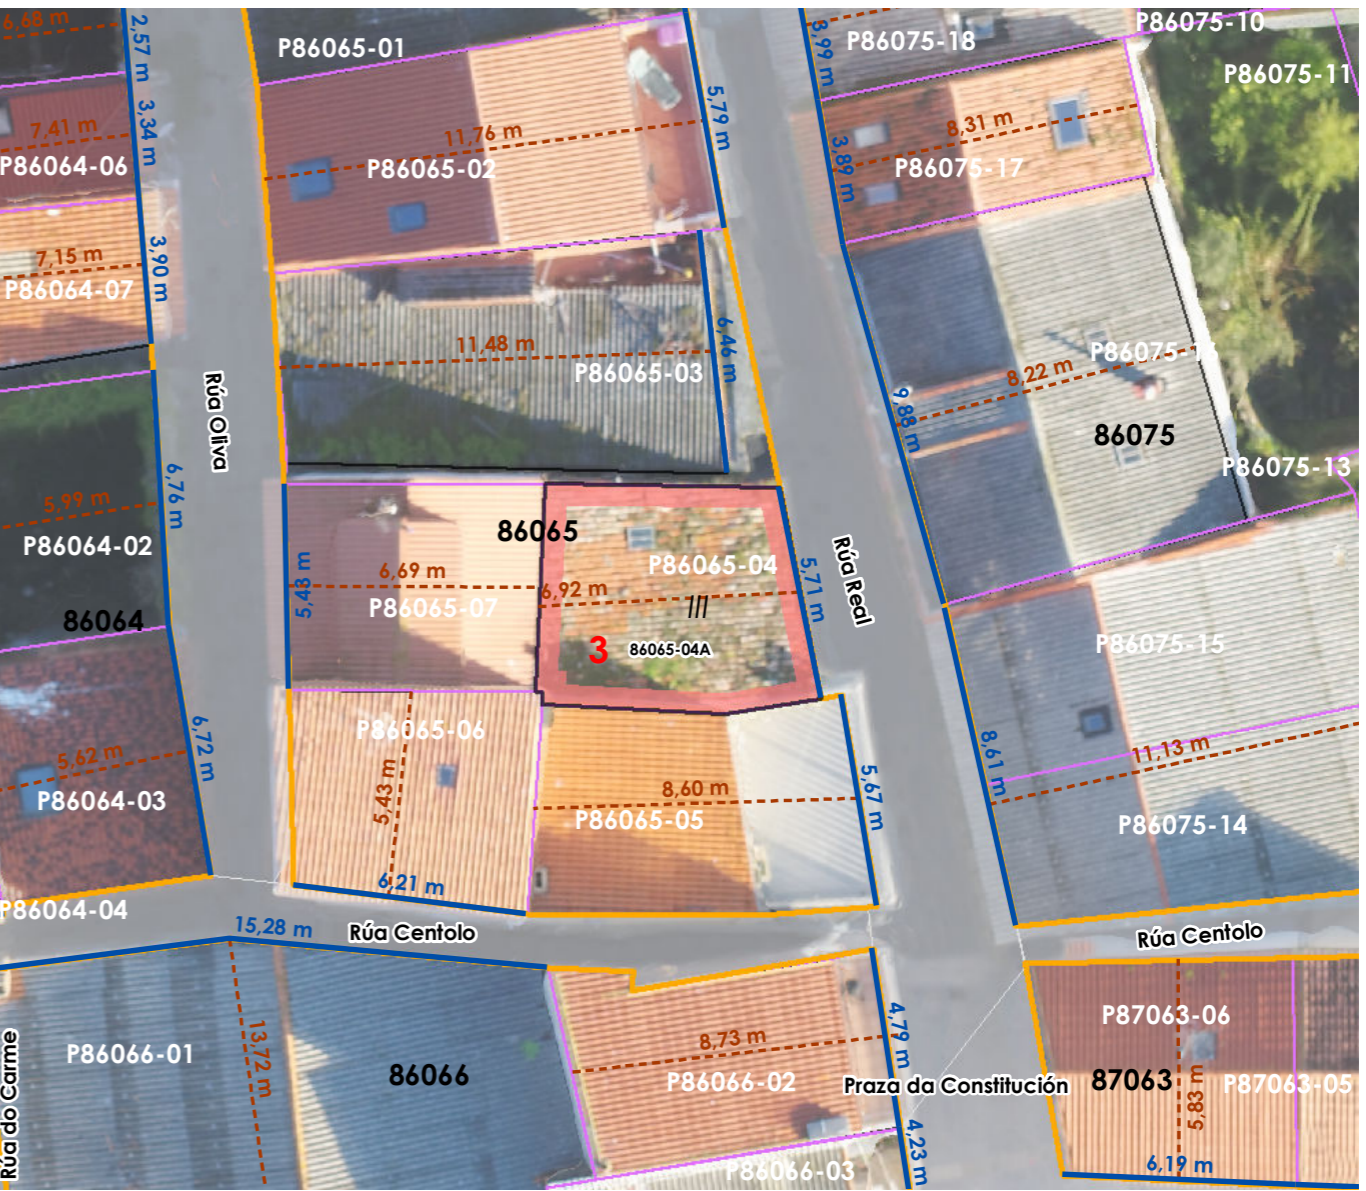 6,68 m
2,57 m
P86065-01
3,99 m
P86075-18
P86075-10
P86075-11
7,41 m
3,34 m
P86064-06
11,76 m
P86065-02
5,79 m
3,89 m
8,31 m
P86075-17
7,15 m
P86064-07
3,90 m
11,48 m
P86065-03
6,46 m
8,22 m
9,88 m
86075
P86075-13
Rúa Oliva
5,99 m
6,76 m
P86064-02
86064
86065
6,69 m
5,43 m
P86065-07
P86065-04
6,92 m
III
3
86065-04A
5,71 m
Rúa Real
P86075-15
P86065-06
5,62 m
6,72 m
P86064-03
5,43 m
8,60 m
P86065-05
5,67 m
8,61 m
11,13 m
P86075-14
6,21 m
P86064-04
15,28 m
Rúa Centolo
Rúa Centolo
P86066-01
13,72 m
86066
8,73 m
P86066-02
4,79 m
Praza da Constitución
P87063-06
87063
5,83 m
P87063-05
Rúa do Carme
P86066-03
4,23 m
6,19 m